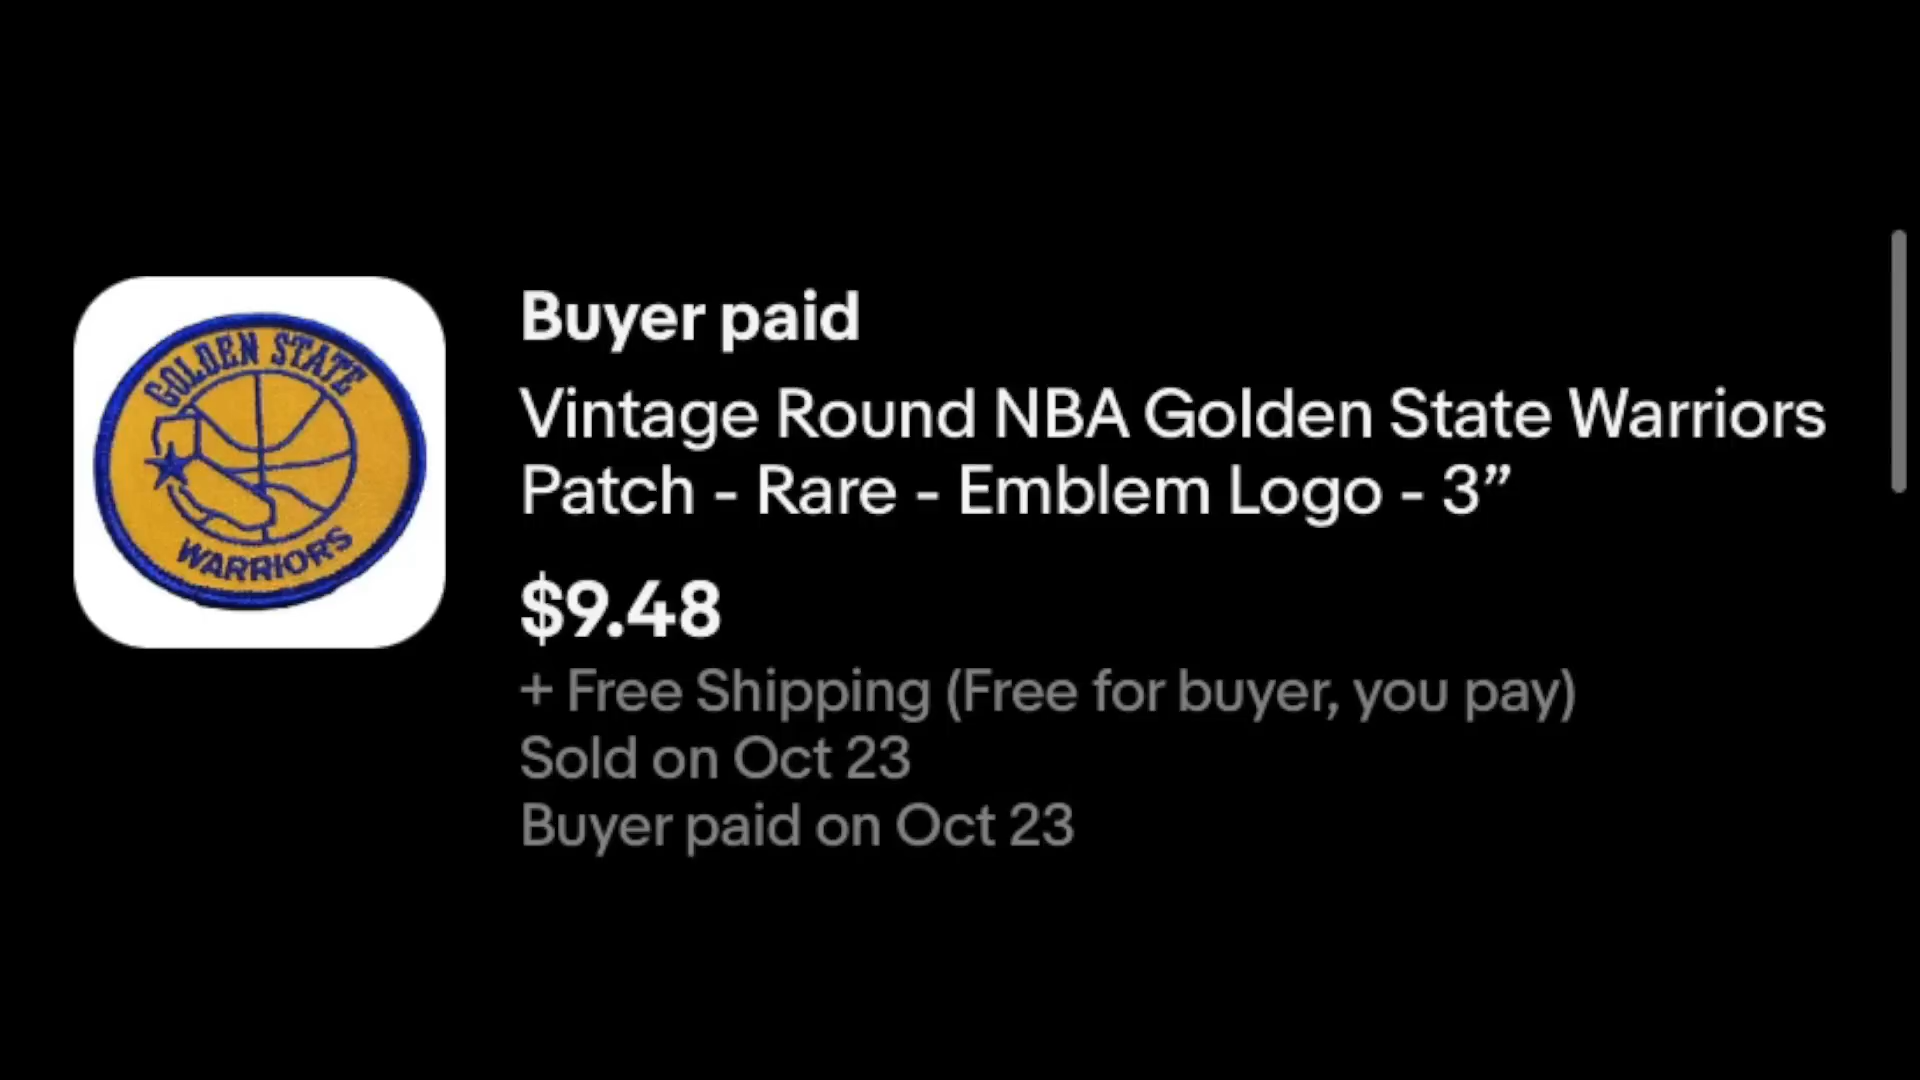 GOLDEN STATE
WARRIORS
Buyer paid
Vintage Round NBA Golden State Warriors
Patch - Rare - Emblem Logo - 3”
$9.48
+ Free Shipping (Free for buyer, you pay)
Sold on Oct 23
Buyer paid on Oct 23